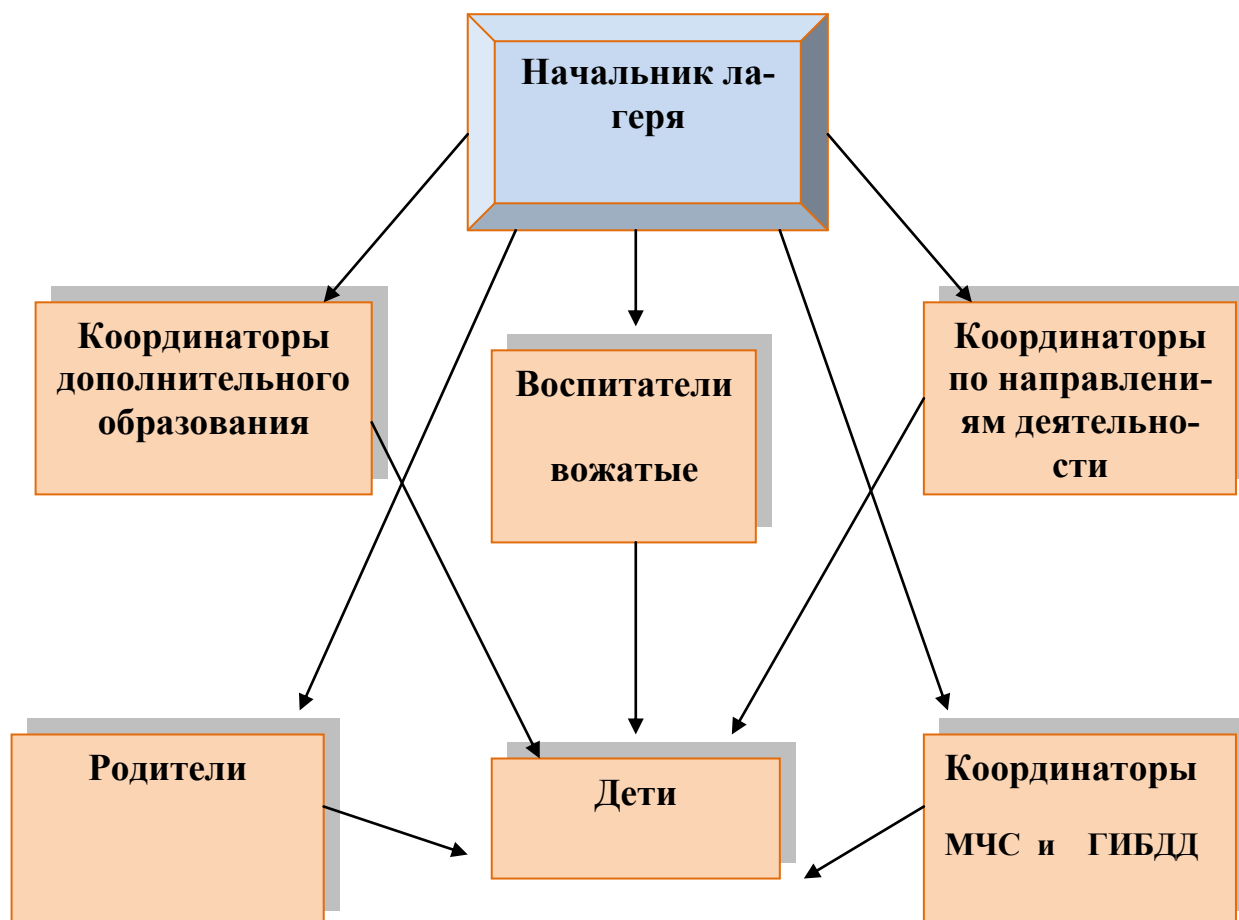 Начальник ла-
геря
Координаторы
дополнительного
образования
Воспитатели
вожатые
Координаторы
по направлени-
ям деятельно-
сти
Родители
Дети
Координаторы
МЧС и ГИБДД